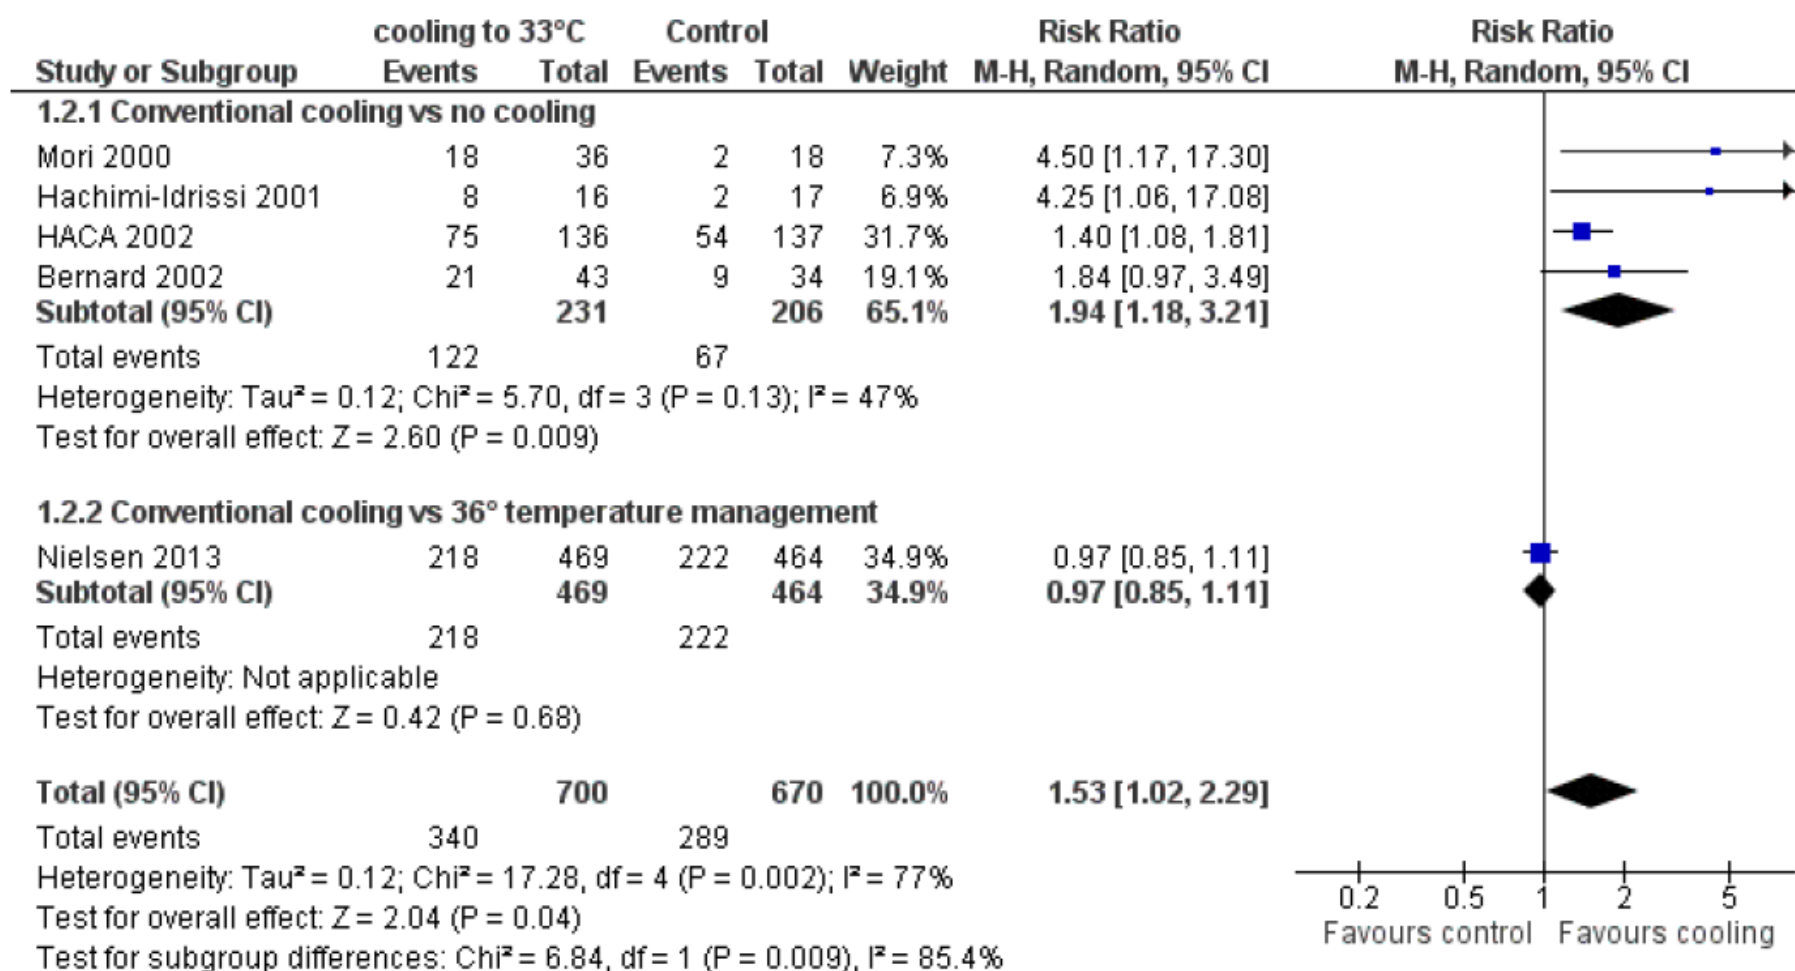 cooling to 33°C Control Risk Ratio Risk Ratio
Study or Subgroup Events Total Events Total Weight M-H, Random, 95% CI M-H, Random, 95% CI
1.2.1 Conventional cooling vs no cooling
Mori 2000 18 36 2 18 7.3% 4.50 [1.17, 17.30]
Hachimi-Idrissi 2001 8 16 2 17 6.9% 4.25 [1.06, 17.08]
HACA 2002 75 136 54 137 31.7% 1.40 [1.08, 1.81]
Bernard 2002 21 43 9 34 19.1% 1.84 [0.97, 3.49]
Subtotal (95% CI) 231 206 65.1% 1.94 [1.18, 3.21]
Total events 122 67
Heterogeneity: Tau² = 0.12; Chi² = 5.70, df = 3 (P = 0.13); I² = 47%
Test for overall effect: Z = 2.60 (P = 0.009)
1.2.2 Conventional cooling vs 36° temperature management
Nielsen 2013 218 469 222 464 34.9% 0.97 [0.85, 1.11]
Subtotal (95% CI) 469 464 34.9% 0.97 [0.85, 1.11]
Total events 218 222
Heterogeneity: Not applicable
Test for overall effect: Z = 0.42 (P = 0.68)
Total (95% CI) 700 670 100.0% 1.53 [1.02, 2.29]
Total events 340 289
Heterogeneity: Tau² = 0.12; Chi² = 17.28, df = 4 (P = 0.002); I² = 77%
Test for overall effect: Z = 2.04 (P = 0.04)
Test for subgroup differences: Chi² = 6.84, df = 1 (P = 0.009), I² = 85.4%
0.2 0.5 1 2 5
Favours control Favours cooling